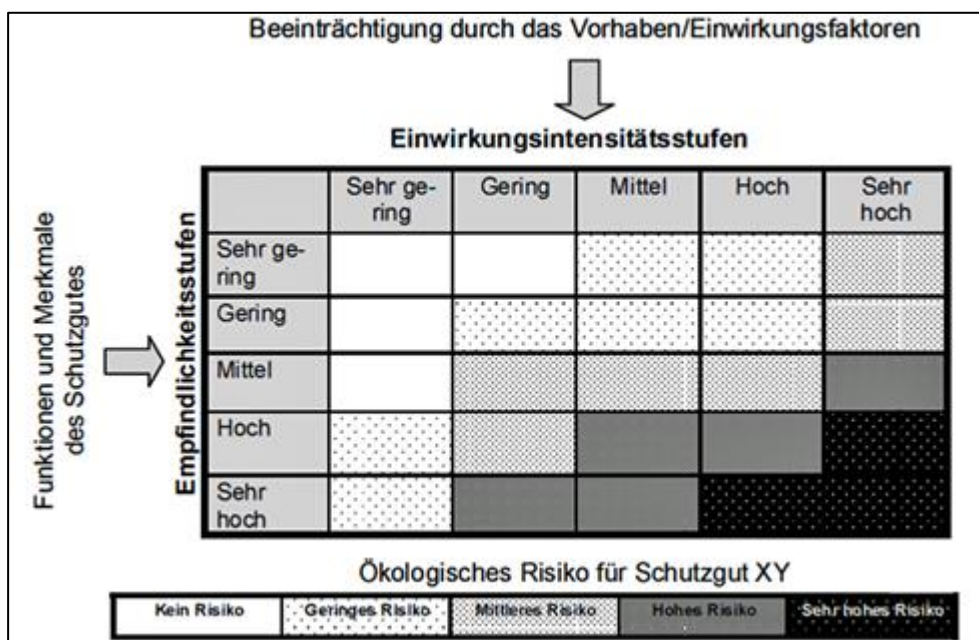 Beeinträchtigung durch das Vorhaben/Einwirkungsfaktoren
Einwirkungsintensitätsstufen
Funktionen und Merkmale
des Schutzgutes
Empfindlichkeitsstufen
Sehr ge-
ring
Gering
Mittel
Hoch
Sehr
hoch
Sehr ge-
ring
Gering
Mittel
Hoch
Sehr
hoch
Ökologisches Risiko für Schutzgut XY
Kein Risiko
Geringes Risiko
Mittleres Risiko
Hohes Risiko
Sehr hohes Risiko